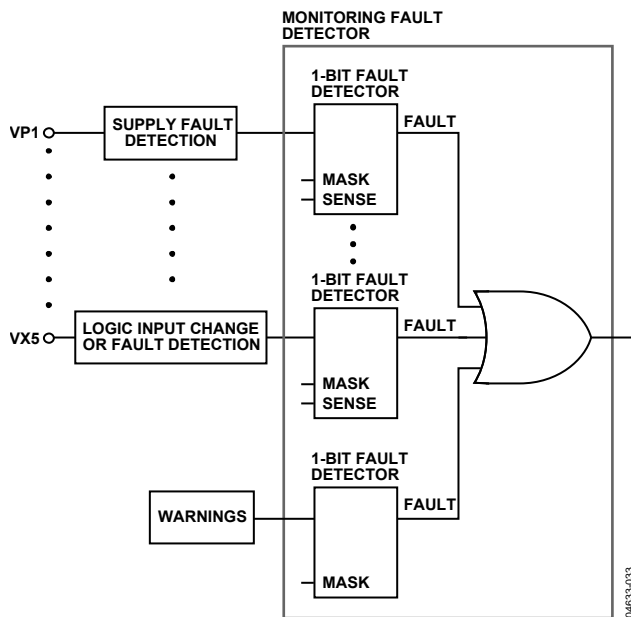 MONITORING FAULT
DETECTOR
1-BIT FAULT
DETECTOR
VP1
SUPPLY FAULT
DETECTION
FAULT
MASK
SENSE
1-BIT FAULT
DETECTOR
VX5
LOGIC INPUT CHANGE
OR FAULT DETECTION
FAULT
MASK
SENSE
1-BIT FAULT
DETECTOR
WARNINGS
FAULT
MASK
04633-033